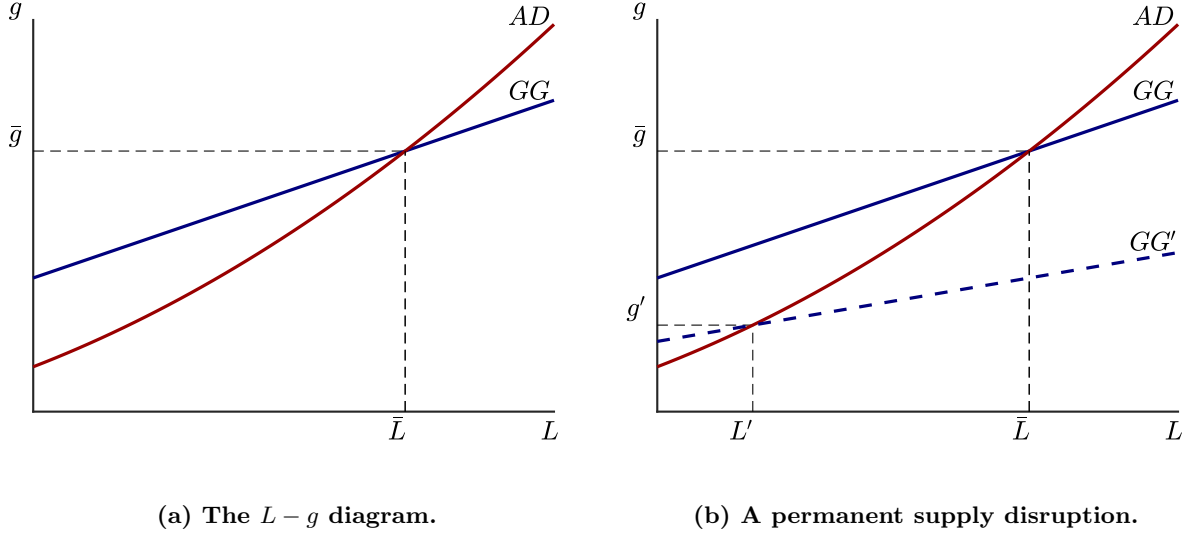 g
AD
GG
ḡ
L̄
L
(a) The L − g diagram.
g
AD
GG
ḡ
GG′
g′
L′
L̄
L
(b) A permanent supply disruption.